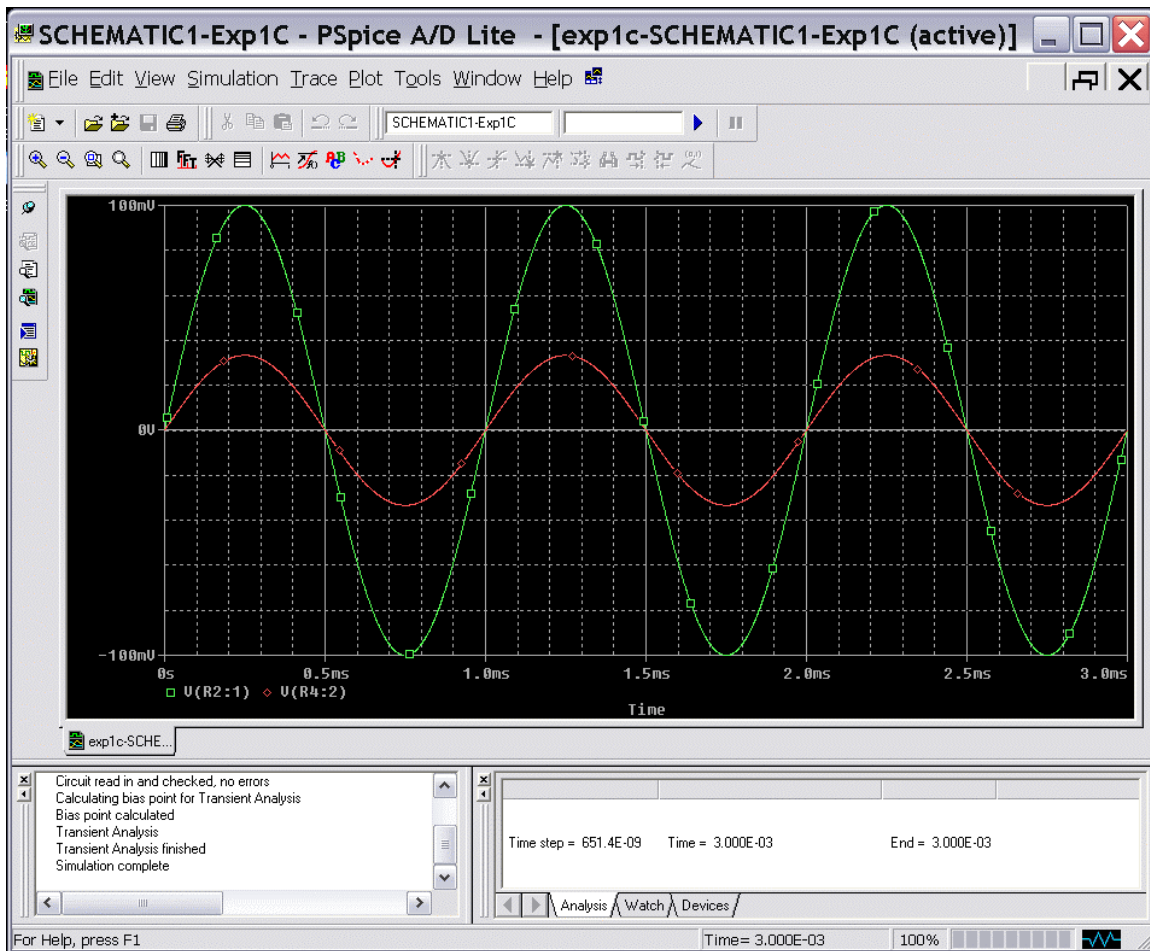 SCHEMATIC1-Exp1C - PSpice A/D Lite - [exp1c-SCHEMATIC1-Exp1C (active)]
File Edit View Simulation Trace Plot Tools Window Help
SCHEMATIC1-Exp1C
100mV
0V
-100mV
0s 0.5ms 1.0ms 1.5ms 2.0ms 2.5ms 3.0ms
V(R2:1) V(R4:2)
Time
exp1c-SCHE...
Circuit read in and checked, no errors
Calculating bias point for Transient Analysis
Bias point calculated
Transient Analysis
Transient Analysis finished
Simulation complete
Time step = 651.4E-09 Time = 3.000E-03 End = 3.000E-03
Analysis Watch Devices
For Help, press F1 Time= 3.000E-03 100%